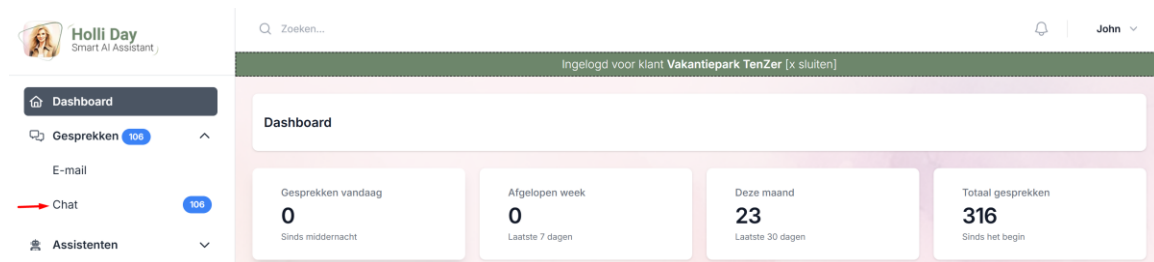 Holli Day
Smart AI Assistant
Zoeken...
John
Ingelogd voor klant Vakantiepark TenZer [x sluiten]
Dashboard
Gesprekken 106
E-mail
Chat 106
Assistenten
Dashboard
Gesprekken vandaag
0
Sinds middernacht
Afgelopen week
0
Laatste 7 dagen
Deze maand
23
Laatste 30 dagen
Totaal gesprekken
316
Sinds het begin